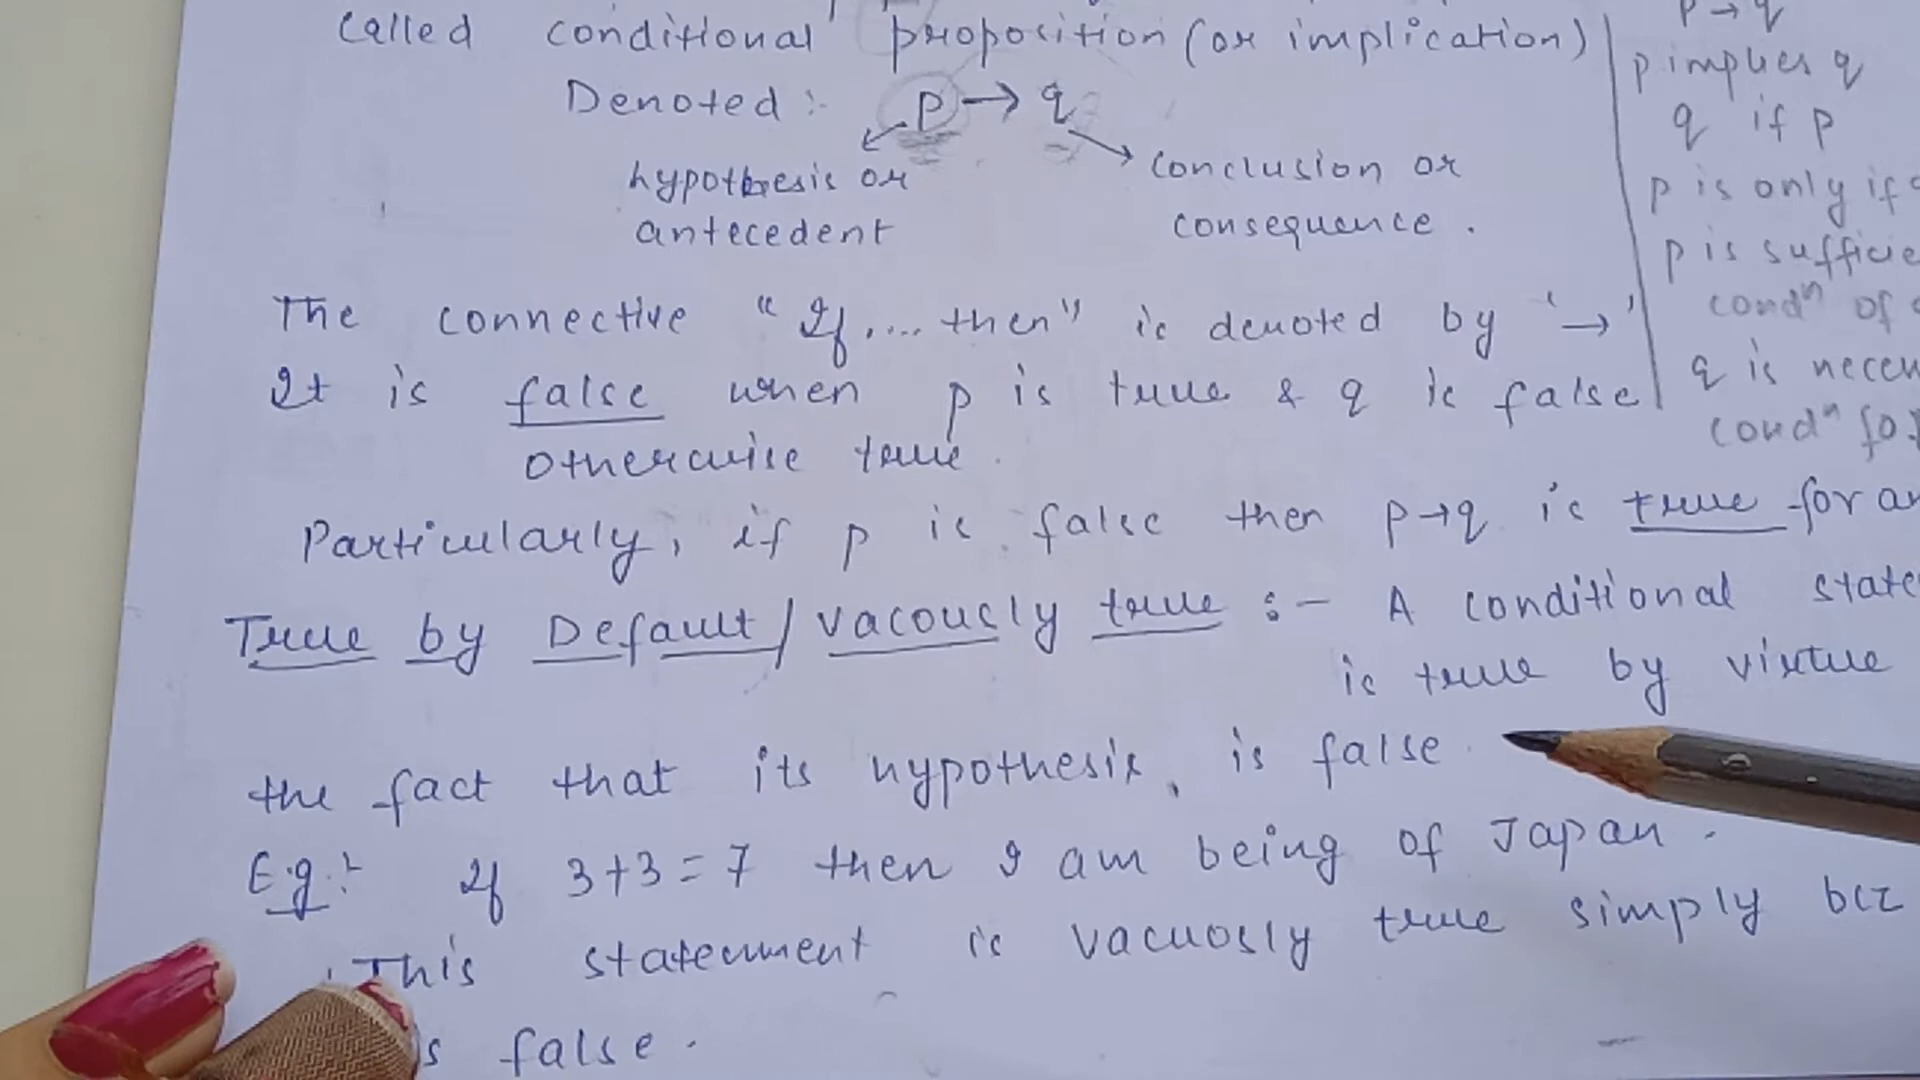 called conditional proposition (or implication)
Denoted :- p → q
hypothesis or
antecedent
conclusion or
consequence .
The connective "If .... then" is denoted by '→'
It is false when p is true & q is false
otherwise true .
Particularly, if p is false then p→q is true for
True by Default/vacously true :- A conditional
is true by virtue
the fact that its hypothesis, is false .
E.g :- If 3+3=7 then I am being of Japan .
This statement is vacuosly true simply bcz
false .
p→q
p implies q
q if p
p is only if
p is
condⁿ of
q is
condⁿ